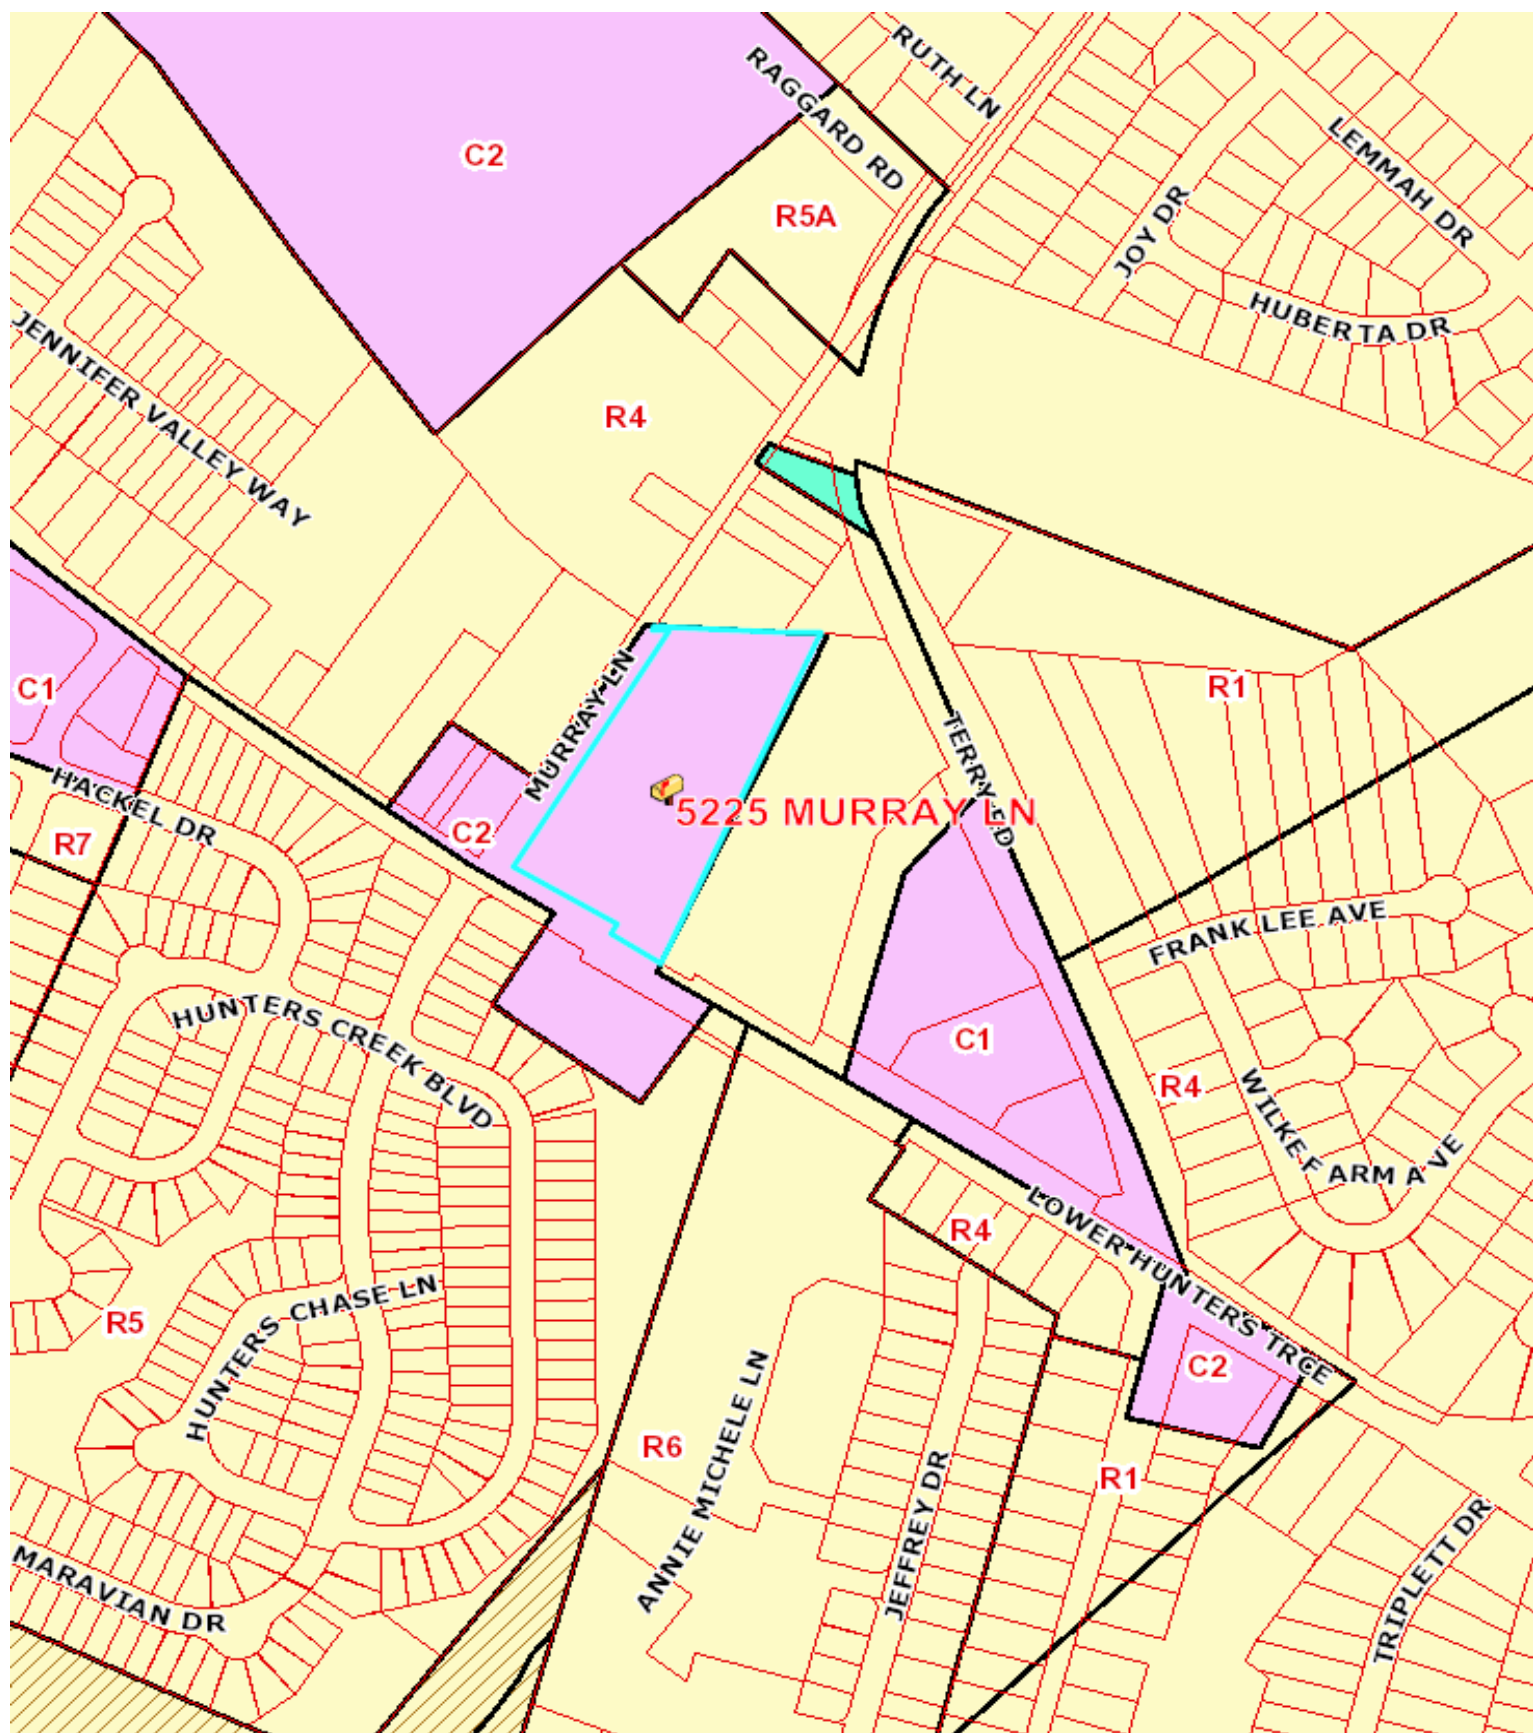 RUTH LN
RAGGARD RD
C2
LEMMAH DR
R5A
JOY DR
HUBERTA DR
JENNIFER VALLEY WAY
R4
C1
R1
MURRAY LN
TERRY RD
HACKEL DR
5225 MURRAY LN
C2
R7
FRANK LEE AVE
HUNTERS CREEK BLVD
C1
R4
WILKE FARM AVE
LOWER HUNTERS TRCE
R4
HUNTERS CHASE LN
R5
C2
ANNIE MICHELE LN
R6
R1
JEFFREY DR
TRIPLETT DR
MARAVIAN DR